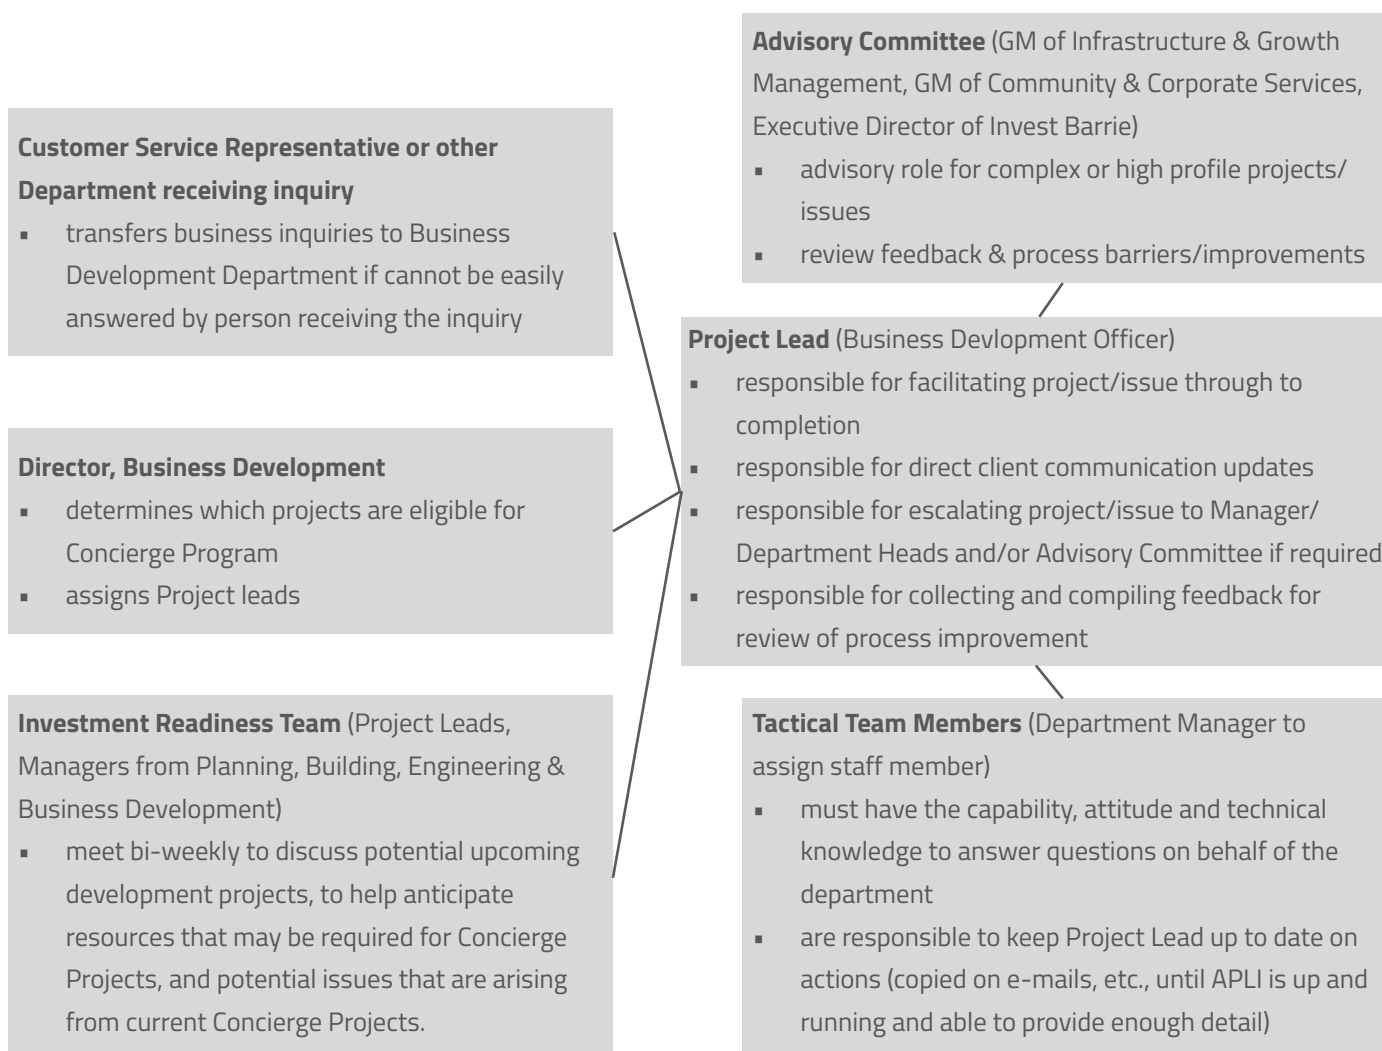 Customer Service Representative or other
Department receiving inquiry
▪ transfers business inquiries to Business
Development Department if cannot be easily
answered by person receiving the inquiry
Director, Business Development
▪ determines which projects are eligible for
Concierge Program
▪ assigns Project leads
Investment Readiness Team (Project Leads,
Managers from Planning, Building, Engineering &
Business Development)
▪ meet bi-weekly to discuss potential upcoming
development projects, to help anticipate
resources that may be required for Concierge
Projects, and potential issues that are arising
from current Concierge Projects.
Advisory Committee (GM of Infrastructure & Growth
Management, GM of Community & Corporate Services,
Executive Director of Invest Barrie)
▪ advisory role for complex or high profile projects/
issues
▪ review feedback & process barriers/improvements
Project Lead (Business Devlopment Officer)
▪ responsible for facilitating project/issue through to
completion
▪ responsible for direct client communication updates
▪ responsible for escalating project/issue to Manager/
Department Heads and/or Advisory Committee if required
▪ responsible for collecting and compiling feedback for
review of process improvement
Tactical Team Members (Department Manager to
assign staff member)
▪ must have the capability, attitude and technical
knowledge to answer questions on behalf of the
department
▪ are responsible to keep Project Lead up to date on
actions (copied on e-mails, etc., until APLI is up and
running and able to provide enough detail)